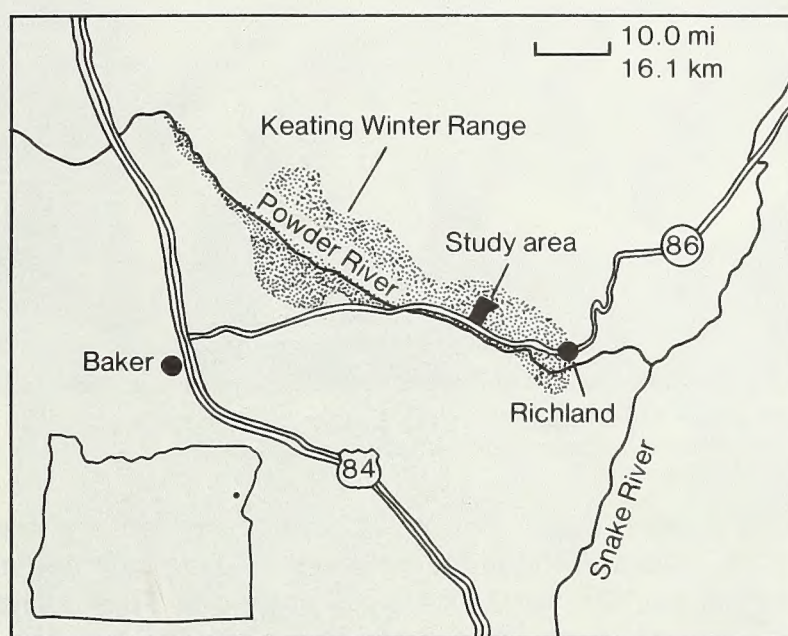 10.0 mi
16.1 km
Keating Winter Range
Powder River
Study area
86
Baker
Richland
84
Snake River